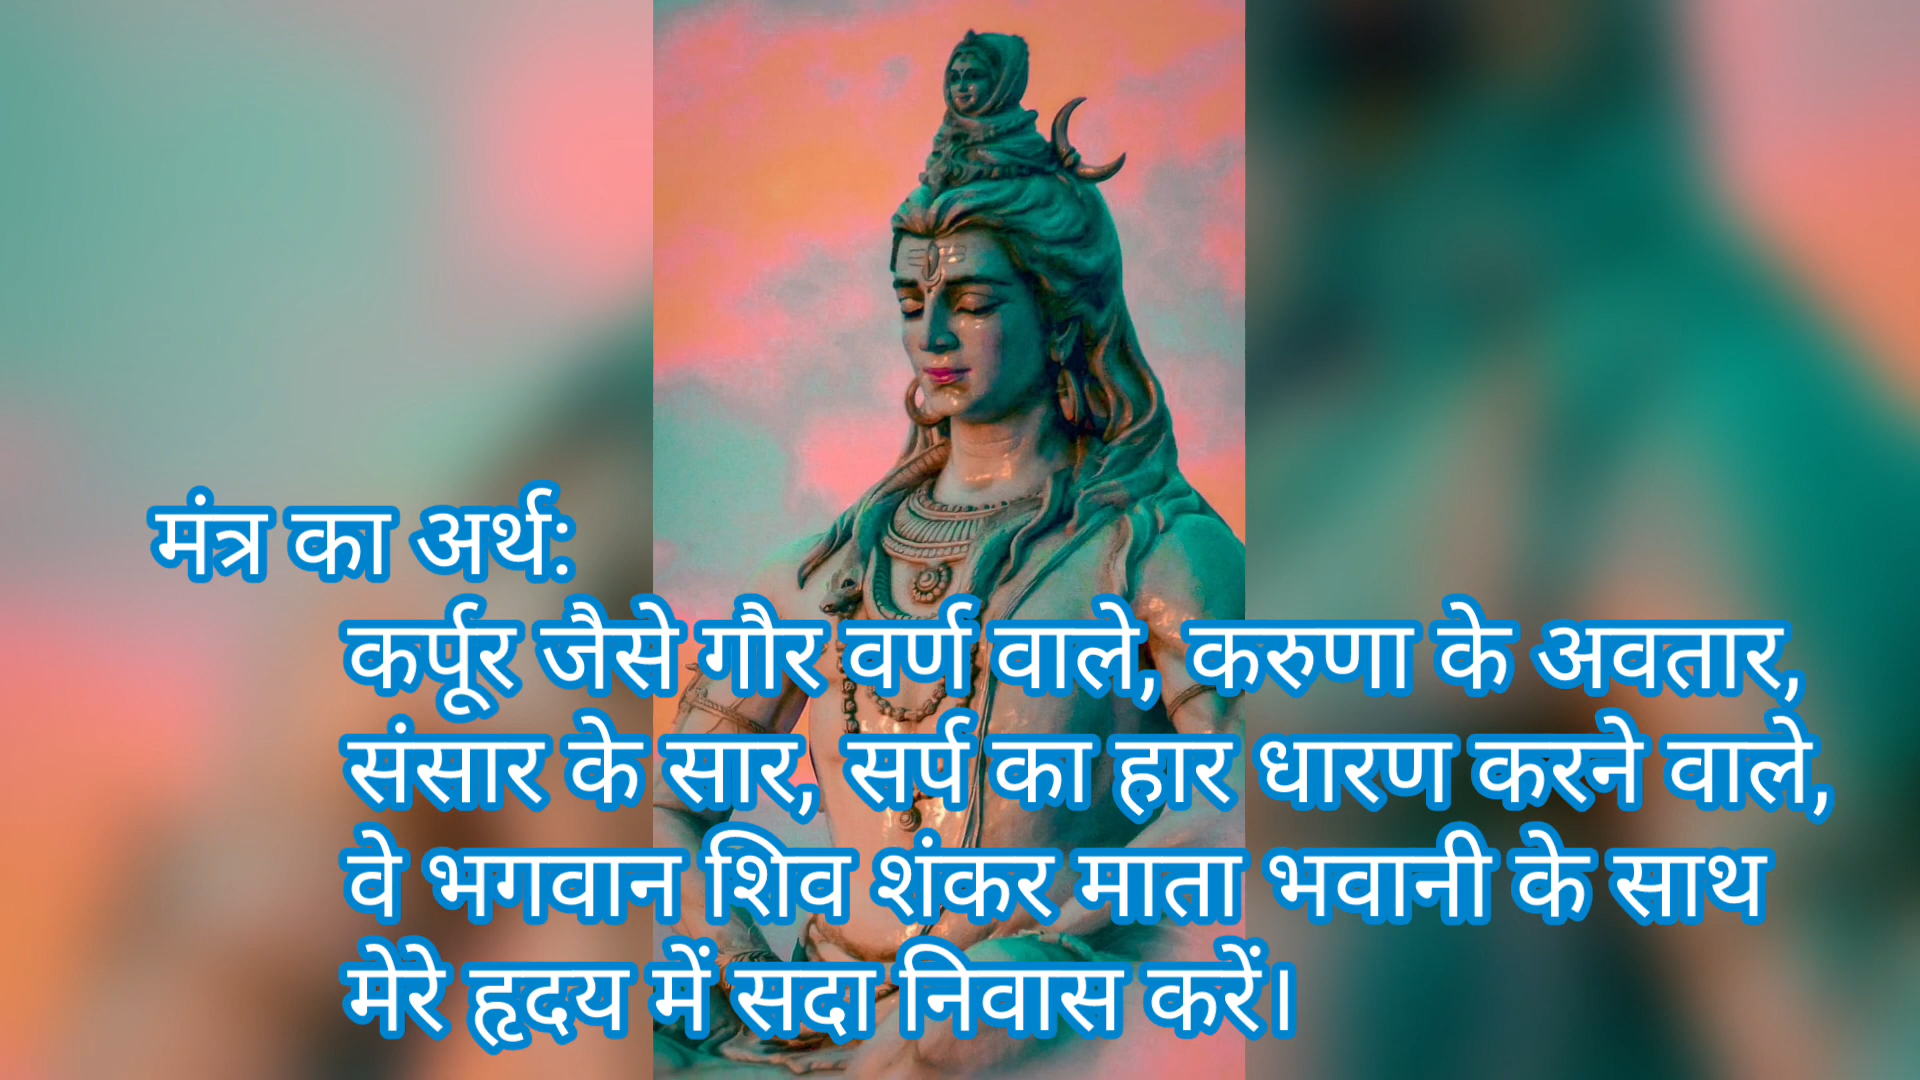 मंत्र का अर्थ:
कर्पूर जैसे गौर वर्ण वाले, करुणा के अवतार,
संसार के सार, सर्प का हार धारण करने वाले,
वे भगवान शिव शंकर माता भवानी के साथ
मेरे हृदय में सदा निवास करें।